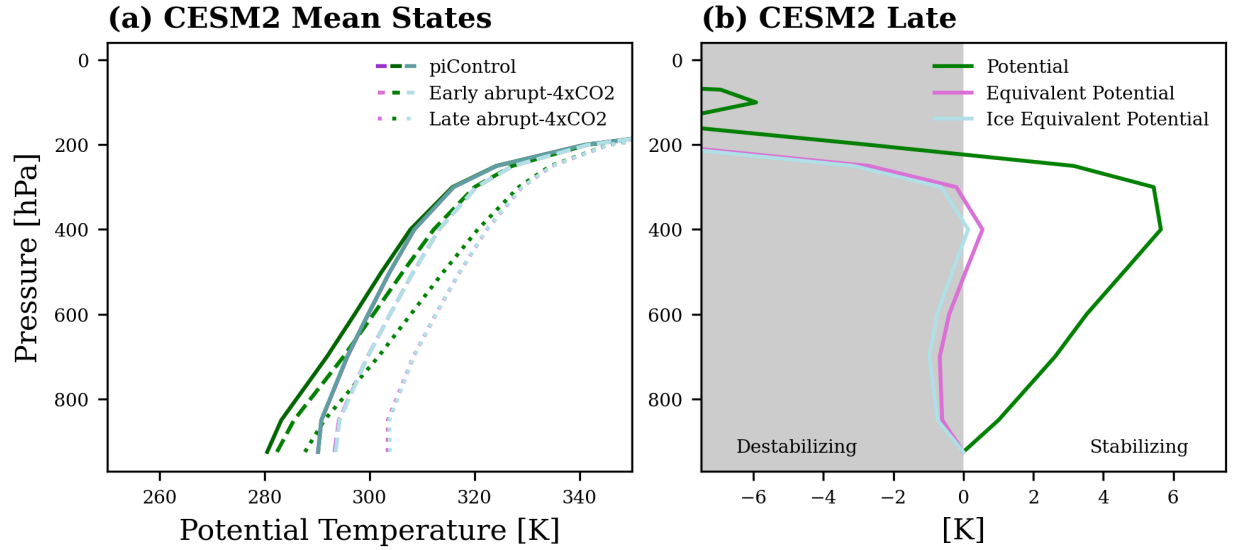 (a) CESM2 Mean States
piControl
Early abrupt-4xCO2
Late abrupt-4xCO2
0
200
400
600
800
Pressure [hPa]
260
280
300
320
340
Potential Temperature [K]
(b) CESM2 Late
Potential
Equivalent Potential
Ice Equivalent Potential
0
200
400
600
800
Destabilizing
Stabilizing
−6
−4
−2
0
2
4
6
[K]